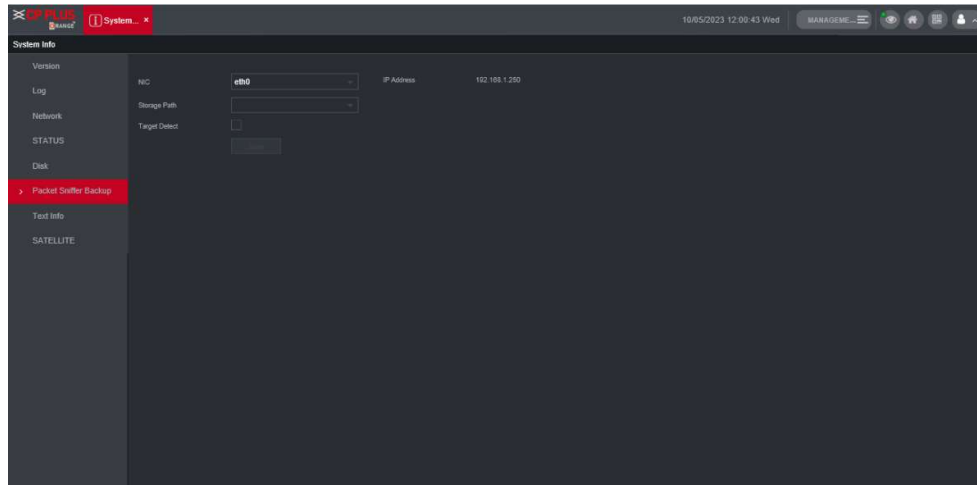 CP PLUS
ORANGE
System... ×
10/05/2023 12:00:43 Wed
MANAGEME...
System Info
Version
Log
Network
STATUS
Disk
Packet Sniffer Backup
Text Info
SATELLITE
NIC
eth0
IP Address
192.168.1.250
Storage Path
Target Detect